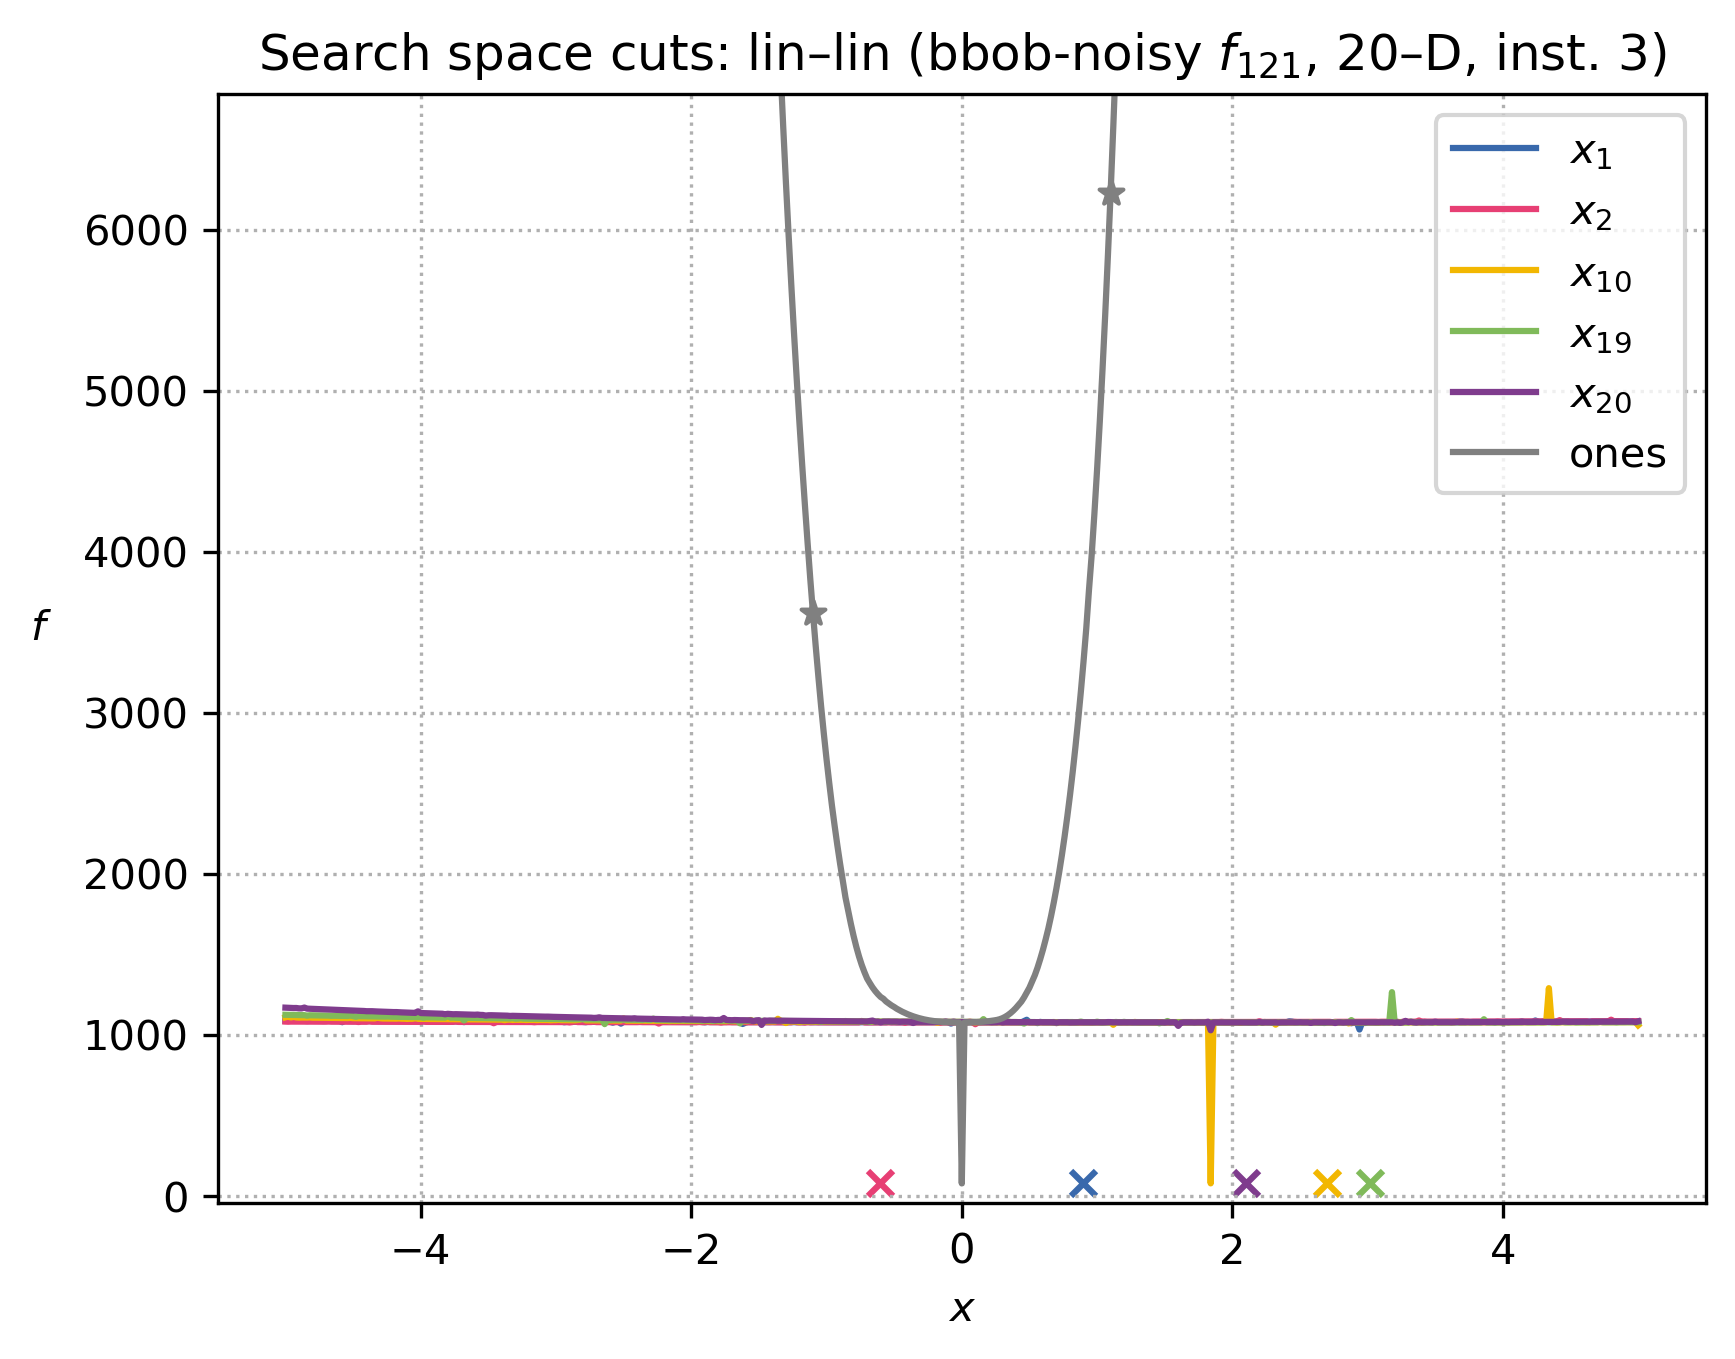 Search space cuts: lin–lin (bbob-noisy f₁₂₁, 20–D, inst. 3)
x₁
x₂
x₁₀
x₁₉
x₂₀
ones
6000
5000
4000
3000
2000
1000
0
f
−4
−2
0
2
4
x